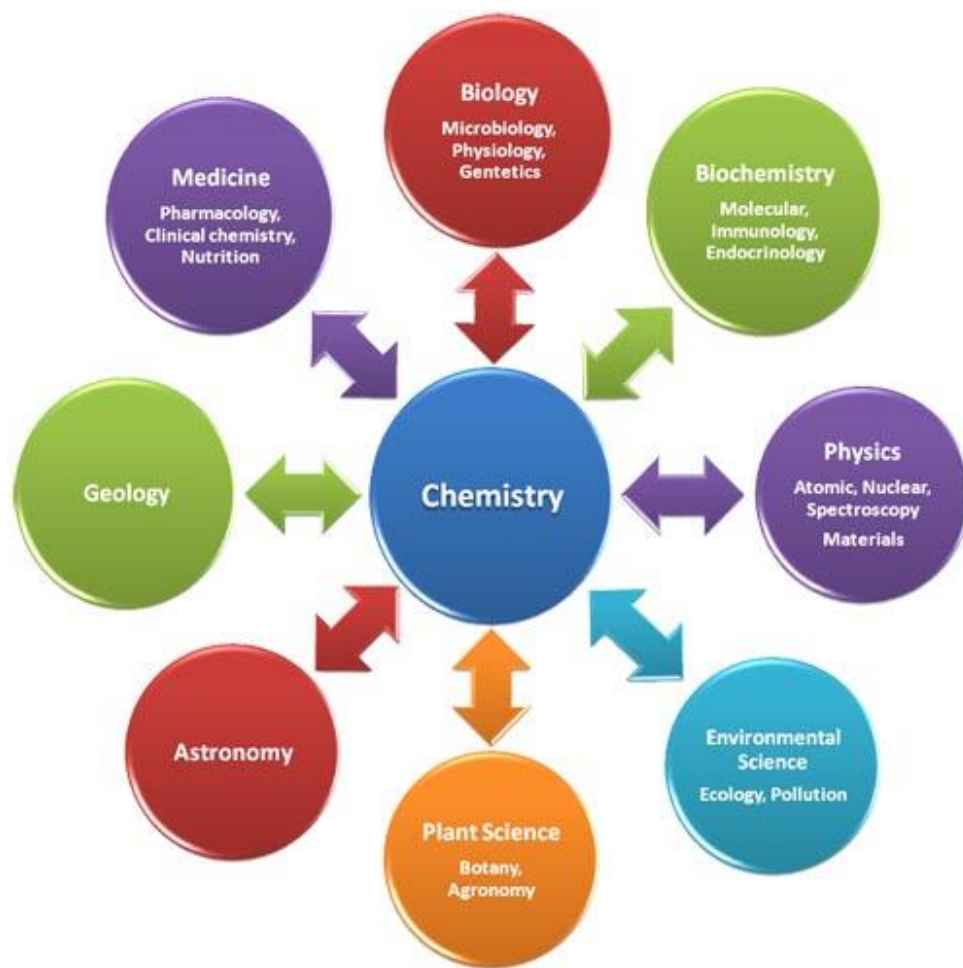 Biology
Microbiology,
Physiology,
Gentetics
Biochemistry
Molecular,
Immunology,
Endocrinology
Physics
Atomic, Nuclear,
Spectroscopy
Materials
Environmental
Science
Ecology, Pollution
Plant Science
Botany,
Agronomy
Astronomy
Geology
Medicine
Pharmacology,
Clinical chemistry,
Nutrition
Chemistry